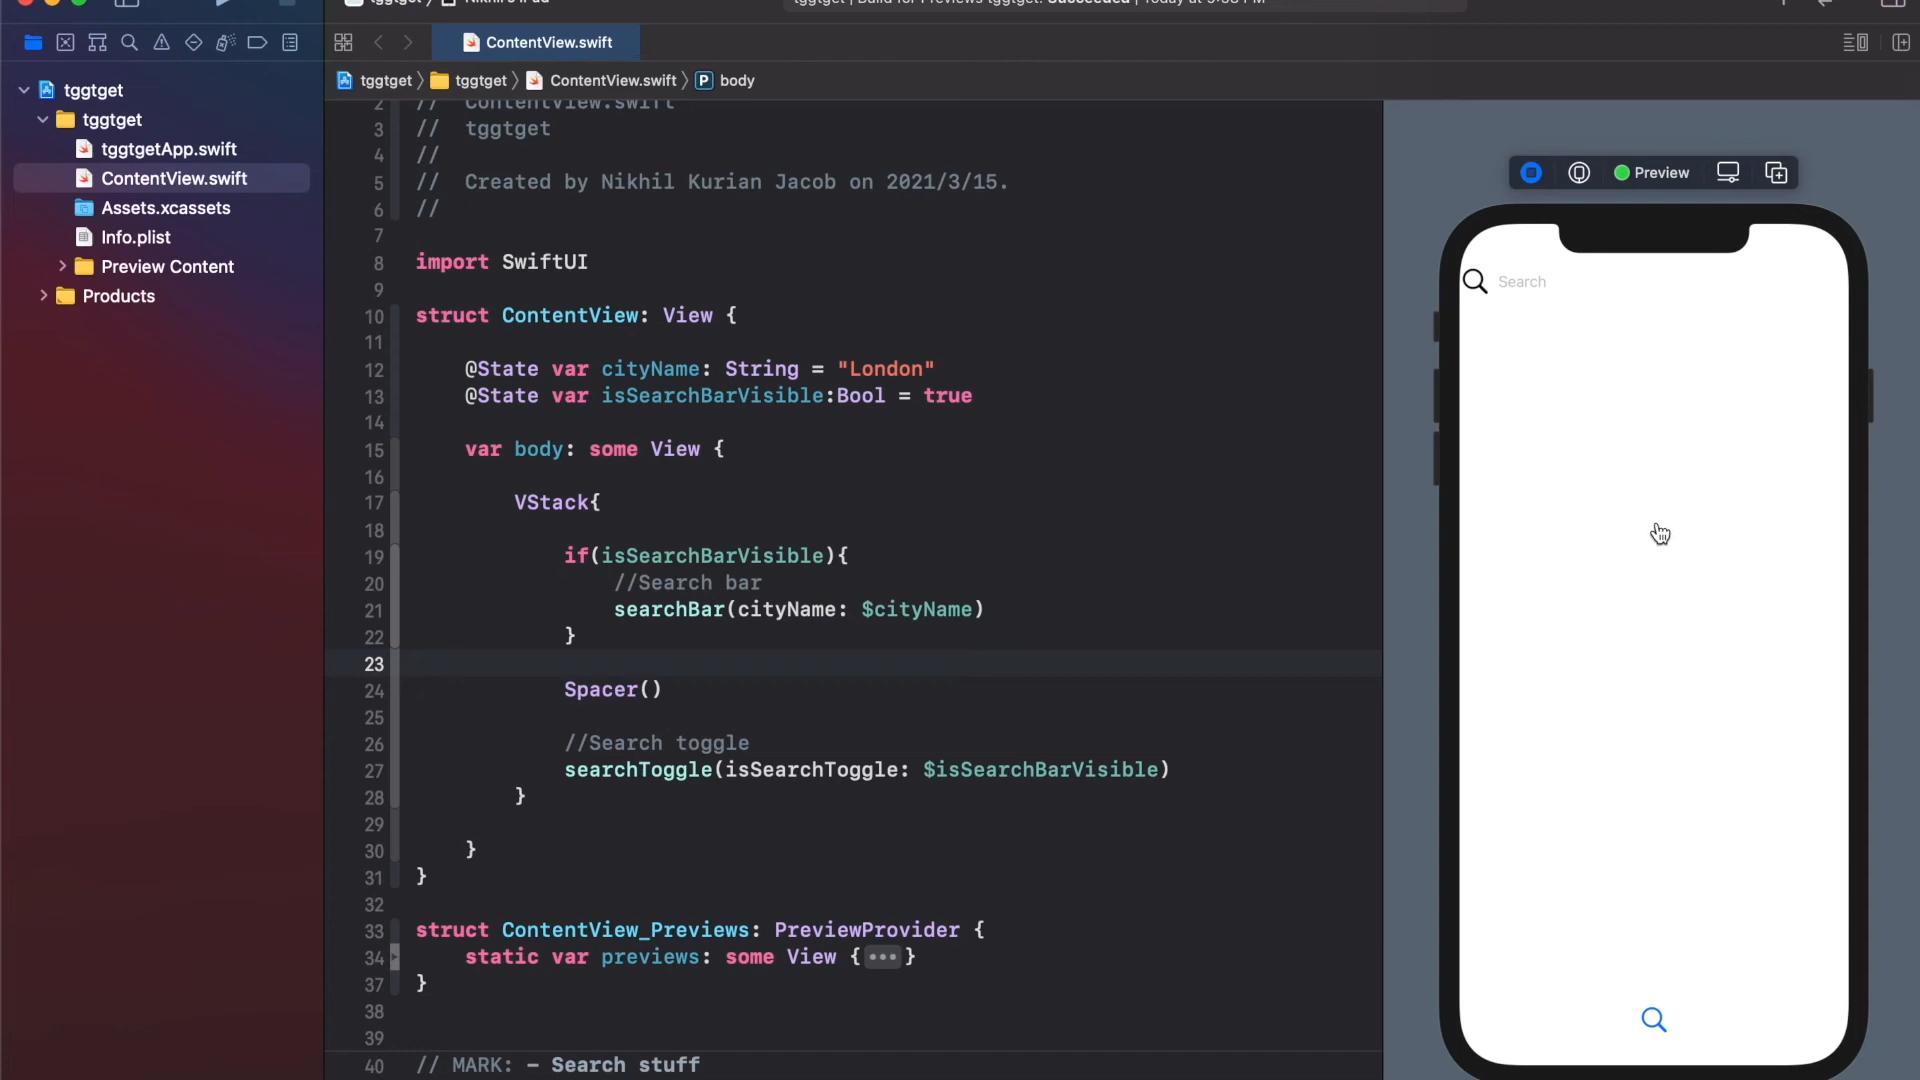 ContentView.swift
tggtget
tggtget
ContentView.swift
body
tggtget
tggtget
tggtgetApp.swift
ContentView.swift
Assets.xcassets
Info.plist
Preview Content
Products
2 // ContentView.swift
3 // tggtget
4 //
5 // Created by Nikhil Kurian Jacob on 2021/3/15.
6 //
7
8 import SwiftUI
9
10 struct ContentView: View {
11
12 @State var cityName: String = "London"
13 @State var isSearchBarVisible:Bool = true
14
15 var body: some View {
16
17 VStack{
18
19 if(isSearchBarVisible){
20 //Search bar
21 searchBar(cityName: $cityName)
22 }
23
24 Spacer()
25
26 //Search toggle
27 searchToggle(isSearchToggle: $isSearchBarVisible)
28 }
29
30 }
31 }
32
33 struct ContentView_Previews: PreviewProvider {
34 static var previews: some View {•••}
37 }
38
39
40 // MARK: - Search stuff
Preview
Search